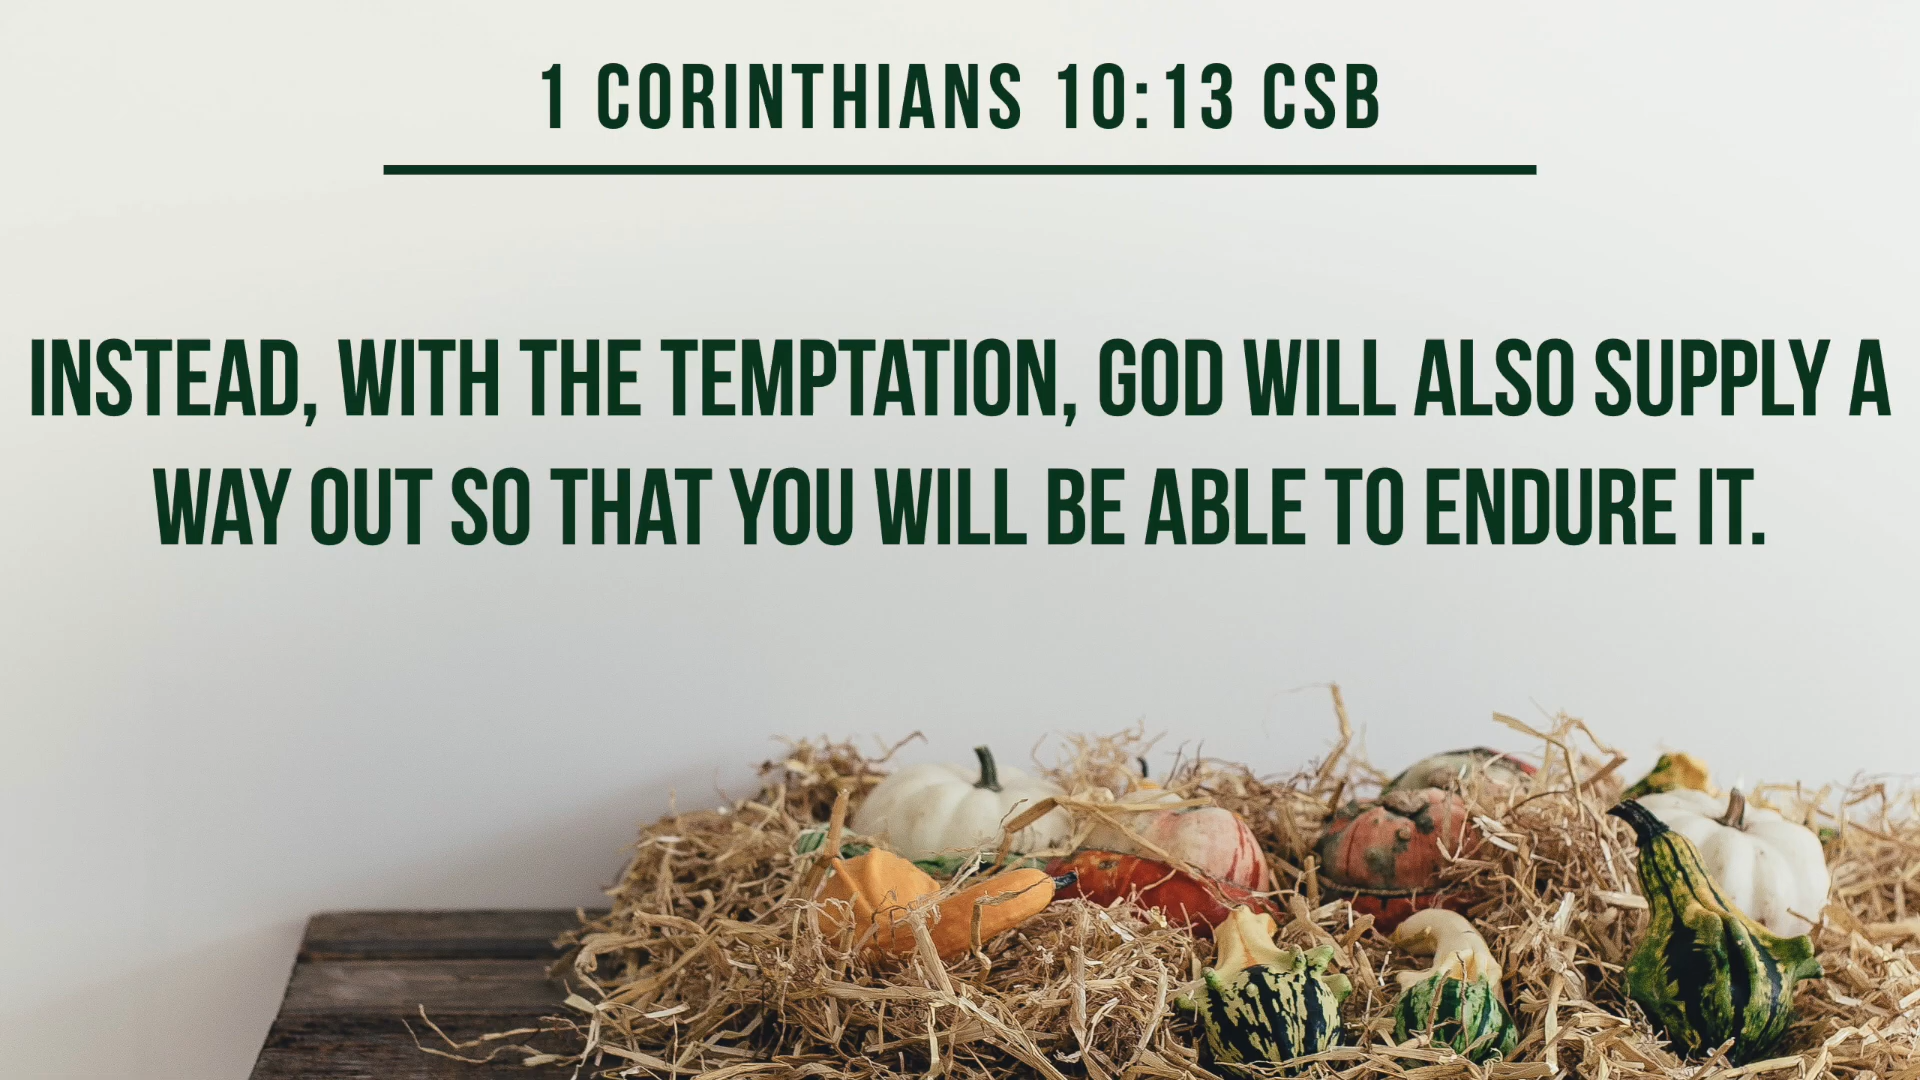 1 CORINTHIANS 10:13 CSB
INSTEAD, WITH THE TEMPTATION, GOD WILL ALSO SUPPLY A
WAY OUT SO THAT YOU WILL BE ABLE TO ENDURE IT.